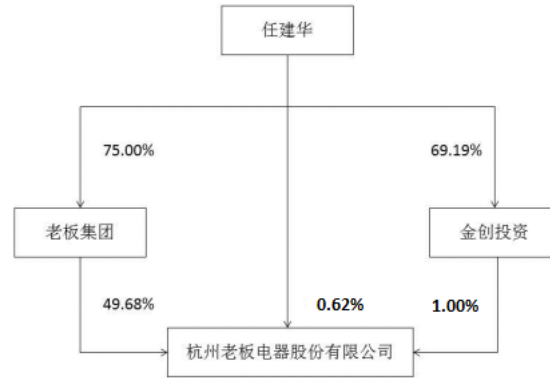 任建华
75.00%
69.19%
老板集团
金创投资
49.68%
0.62%
1.00%
杭州老板电器股份有限公司